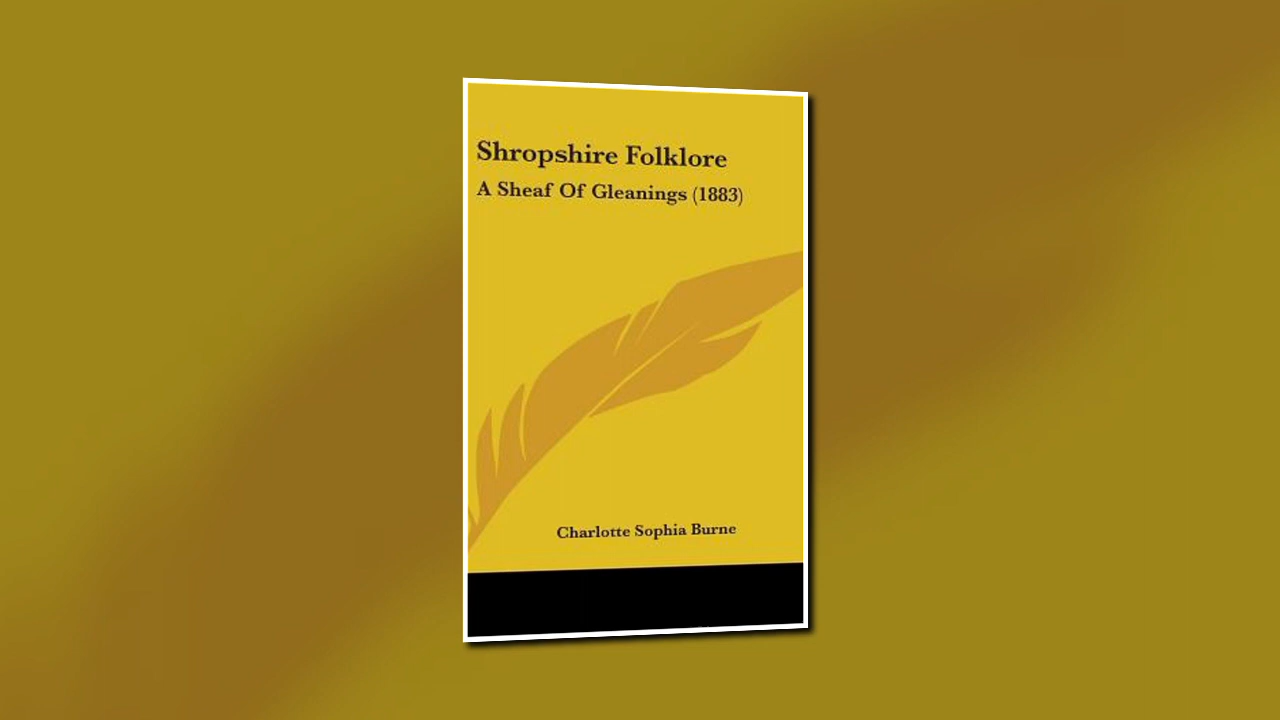 Shropshire Folklore
A Sheaf Of Gleanings (1883)
Charlotte Sophia Burne